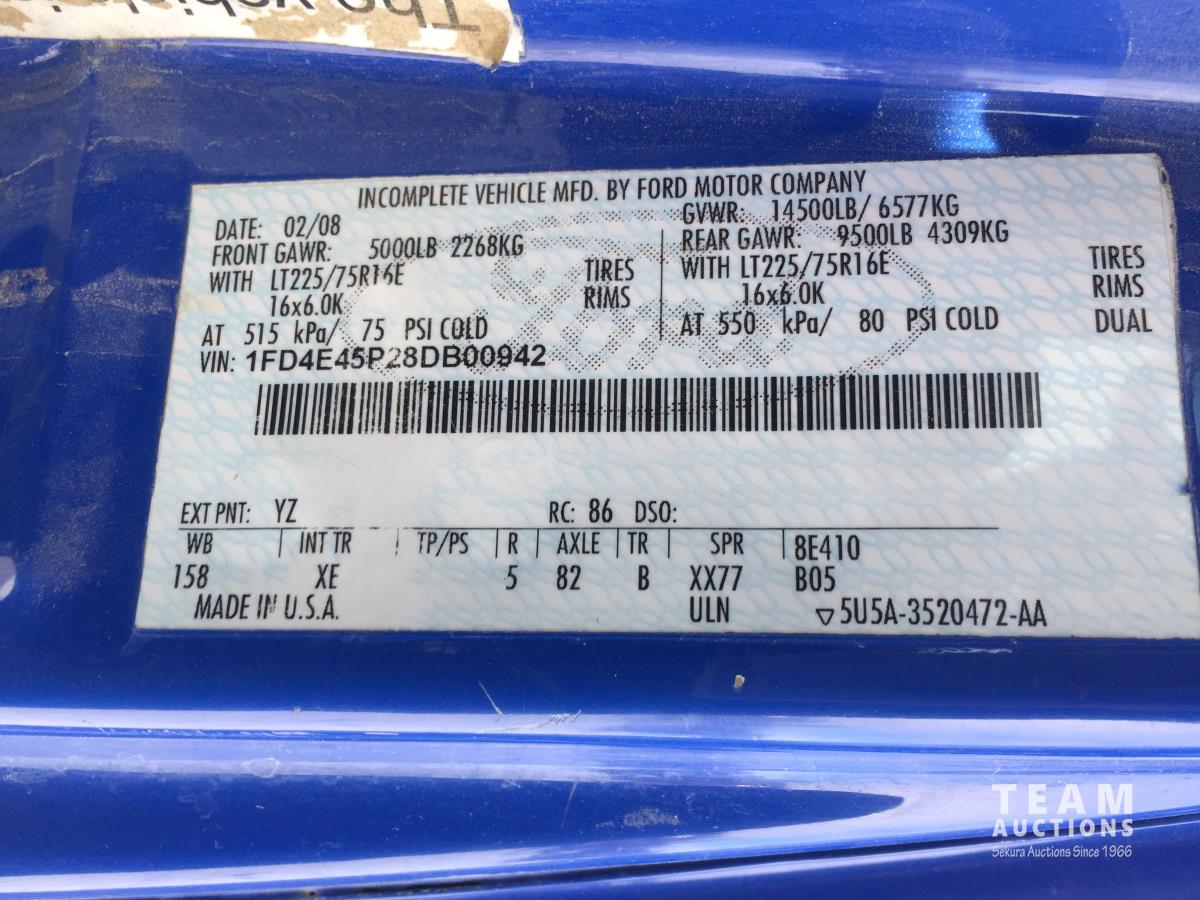 The vehicle
INCOMPLETE VEHICLE MFD. BY FORD MOTOR COMPANY
DATE: 02/08 GVWR: 14500LB/ 6577KG
FRONT GAWR: 5000LB 2268KG REAR GAWR: 9500LB 4309KG
WITH LT225/75R16E TIRES WITH LT225/75R16E TIRES
16x6.0K RIMS 16x6.0K RIMS
AT 515 kPa/ 75 PSI COLD AT 550 kPa/ 80 PSI COLD DUAL
VIN: 1FD4E45P28DB00942
EXT PNT: YZ RC: 86 DSO:
WB INT TR TP/PS R AXLE TR SPR 8E410
158 XE 5 82 B XX77 B05
MADE IN U.S.A. ULN ▽5U5A-3520472-AA
TEAM
AUCTIONS
Sekura Auctions Since 1966